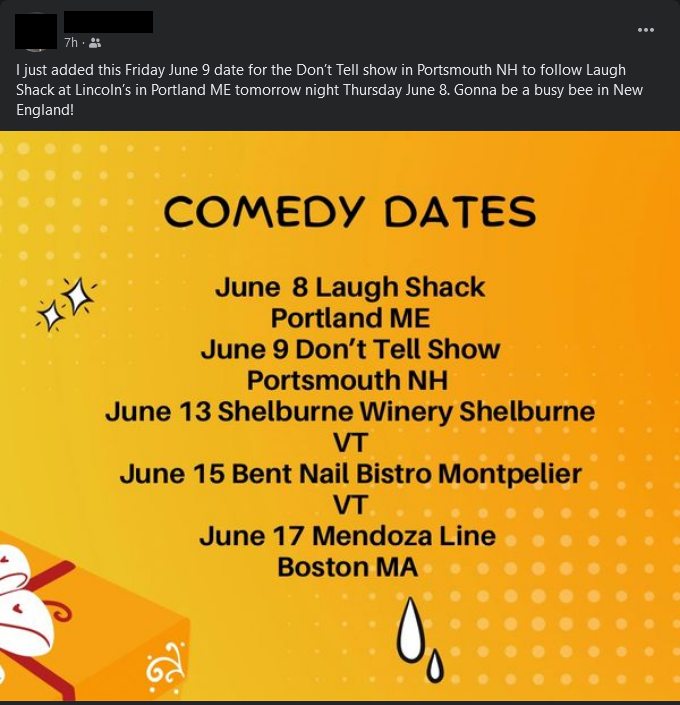 7h ·
I just added this Friday June 9 date for the Don’t Tell show in Portsmouth NH to follow Laugh
Shack at Lincoln’s in Portland ME tomorrow night Thursday June 8. Gonna be a busy bee in New
England!
COMEDY DATES
June 8 Laugh Shack
Portland ME
June 9 Don’t Tell Show
Portsmouth NH
June 13 Shelburne Winery Shelburne
VT
June 15 Bent Nail Bistro Montpelier
VT
June 17 Mendoza Line
Boston MA